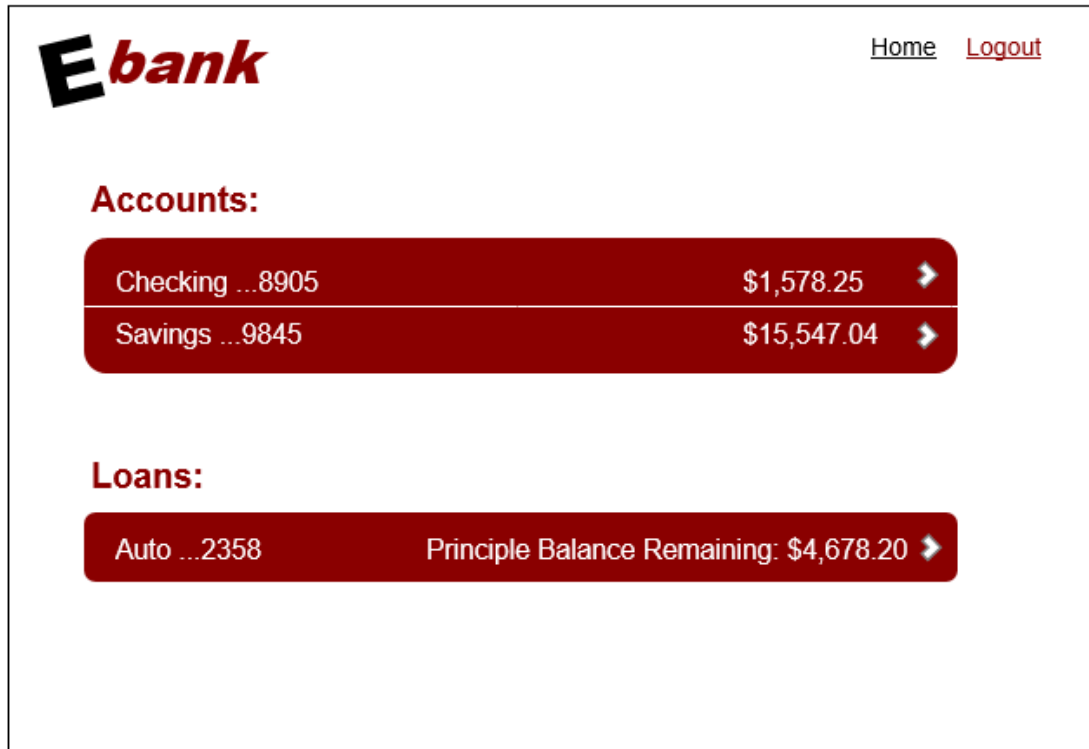 Ebank
Home Logout
Accounts:
Checking ...8905 $1,578.25
Savings ...9845 $15,547.04
Loans:
Auto ...2358 Principle Balance Remaining: $4,678.20